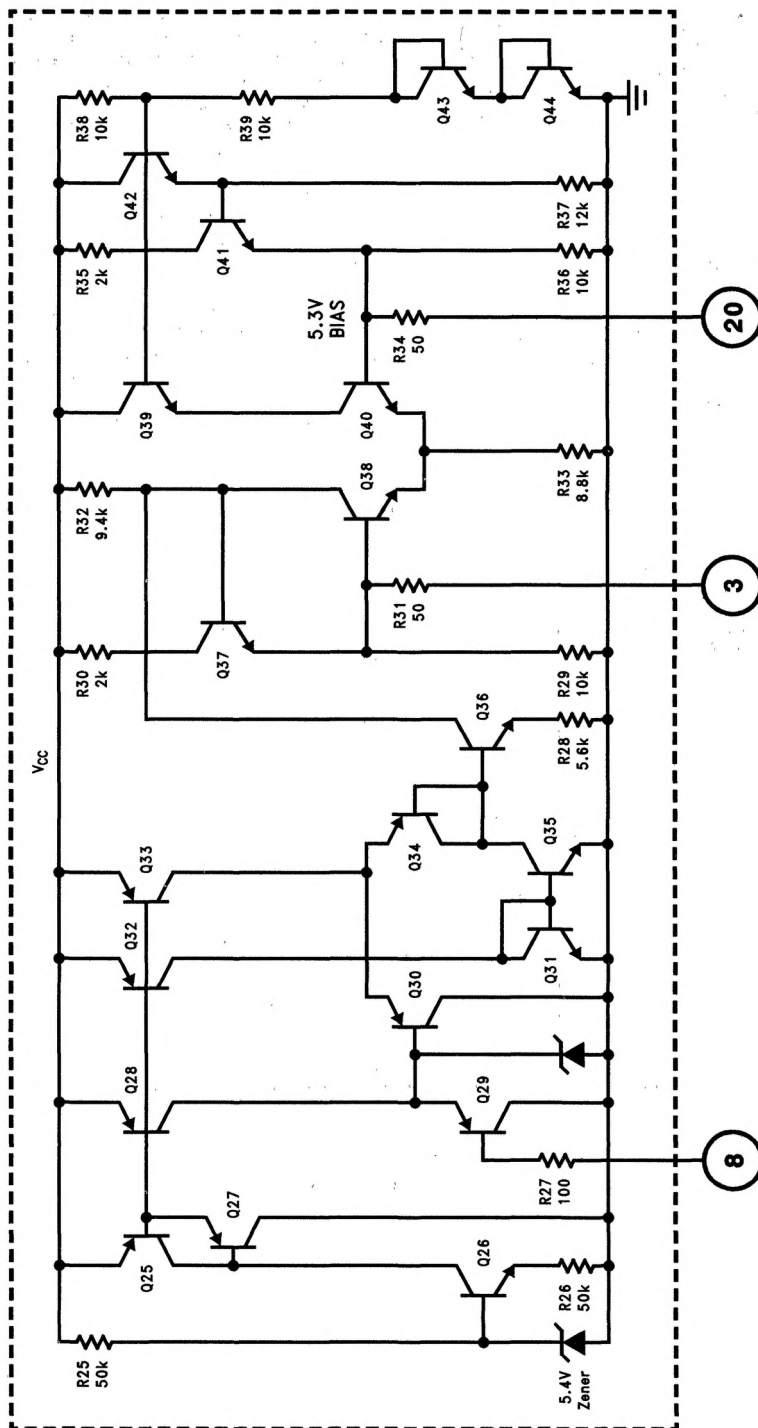 VCC
R25
50k
5.4V
Zener
R26
50k
Q25
Q27
Q26
Q28
Q29
R27
100
8
Q32
Q33
Q30
Q31
Q34
Q35
Q36
R28
5.6k
R30
2k
Q37
R29
10k
R32
9.4k
R31
50
3
Q38
Q39
Q40
R33
8.8k
5.3V
BIAS
R34
50
20
R35
2k
Q41
R36
10k
Q42
R37
12k
R38
10k
R39
10k
Q43
Q44